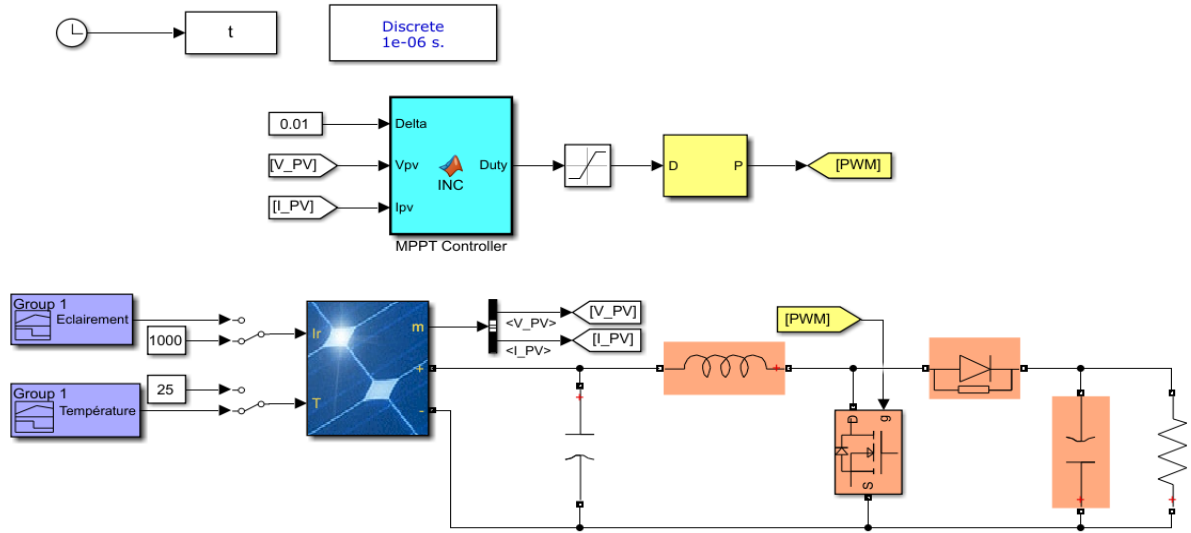 t
Discrete
1e-06 s.
0.01
[V_PV]
[I_PV]
Delta
Vpv
Ipv
INC
Duty
MPPT Controller
D
P
[PWM]
Group 1
Eclairement
1000
Group 1
Température
25
Ir
T
m
+
-
<V_PV>
<I_PV>
[V_PV]
[I_PV]
+
+
[PWM]
D
g
S
+
+